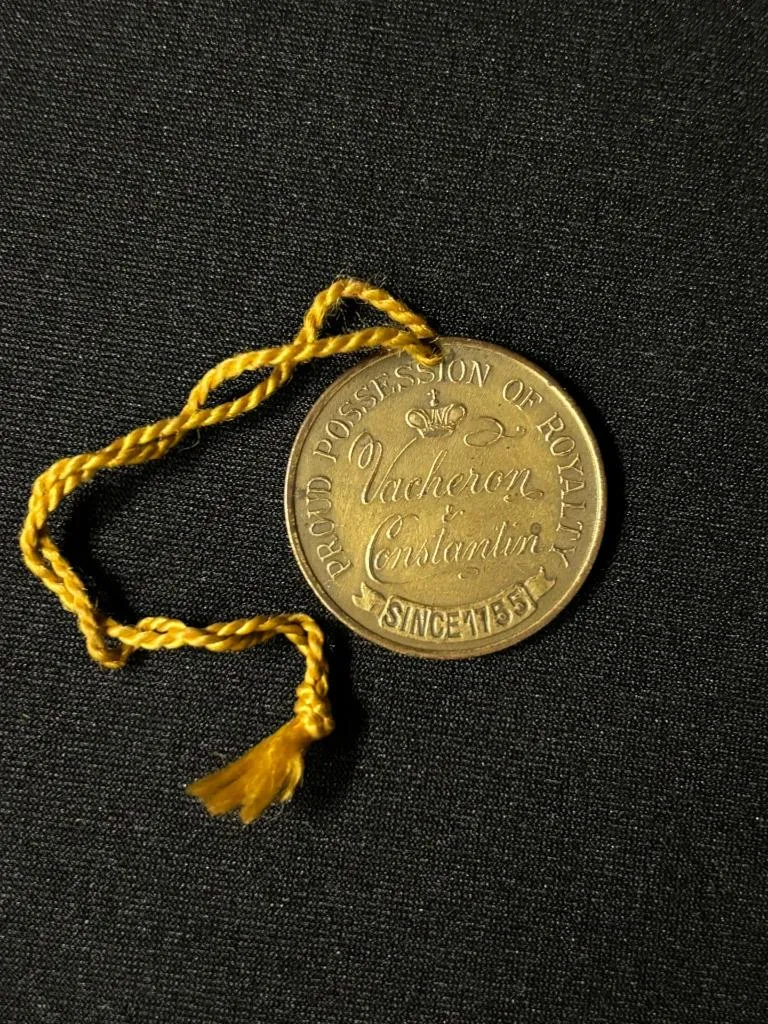 PROUD POSSESSION OF ROYALTY
Vacheron
&
Constantin
SINCE 1755